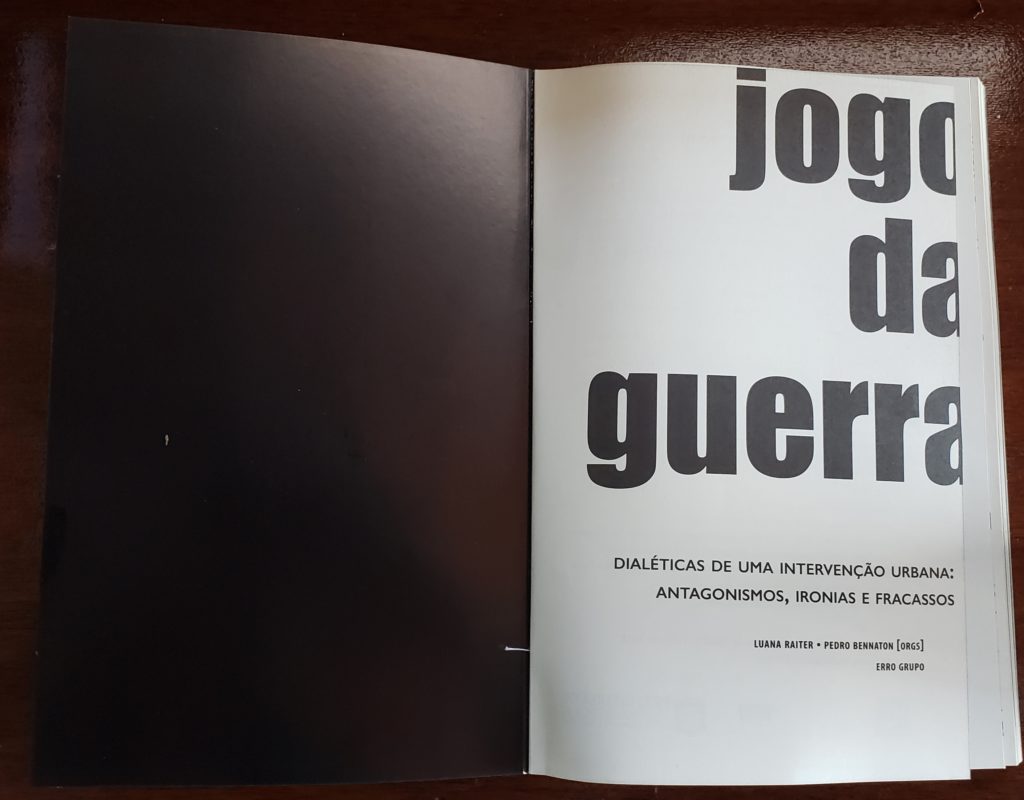 jogo
da
guerra
DIALÉTICAS DE UMA INTERVENÇÃO URBANA:
ANTAGONISMOS, IRONIAS E FRACASSOS
LUANA RAITER • PEDRO BENNATON [ORGS]
ERRO GRUPO